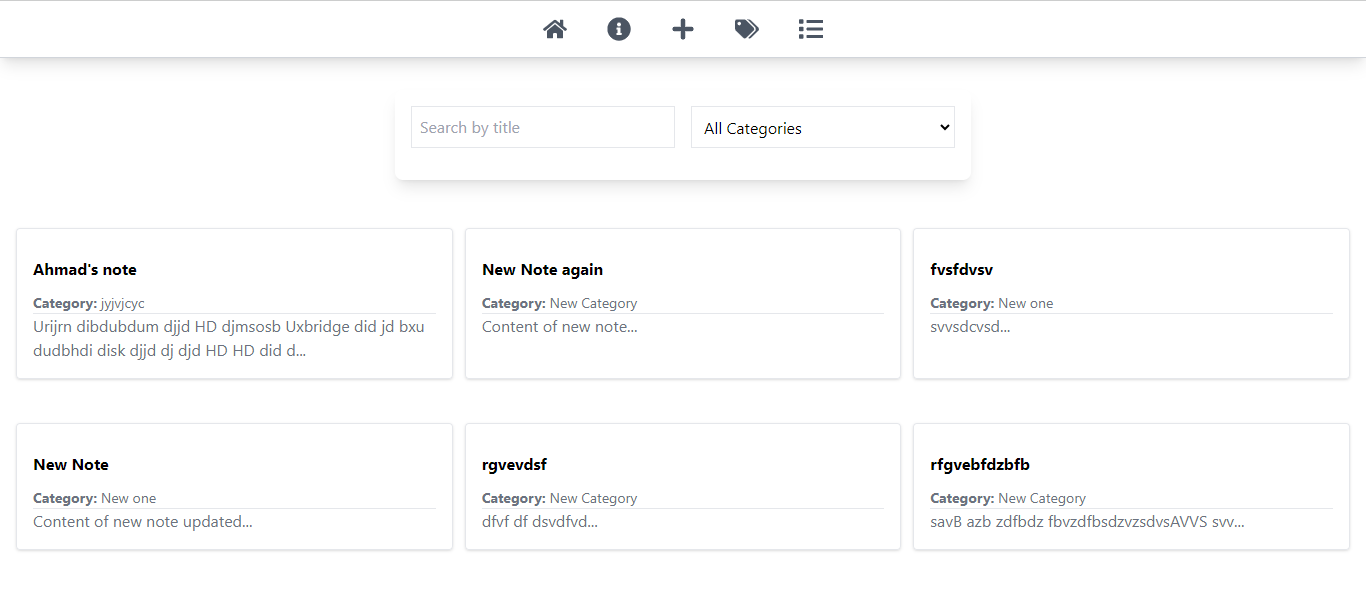 Search by title
All Categories
Ahmad's note
Category: jyjvjcyc
Urijrn dibdubdum djjd HD djmsosb Uxbridge did jd bxu
dudbhdi disk djjd dj djd HD HD did d...
New Note again
Category: New Category
Content of new note...
fvsfdvsv
Category: New one
svvsdcvsd...
New Note
Category: New one
Content of new note updated...
rgvevdsf
Category: New Category
dfvf df dsvdfvd...
rfgvebfdzbfb
Category: New Category
savB azb zdfbdz fbvzdfbsdzvzsdvsAVVS svv...